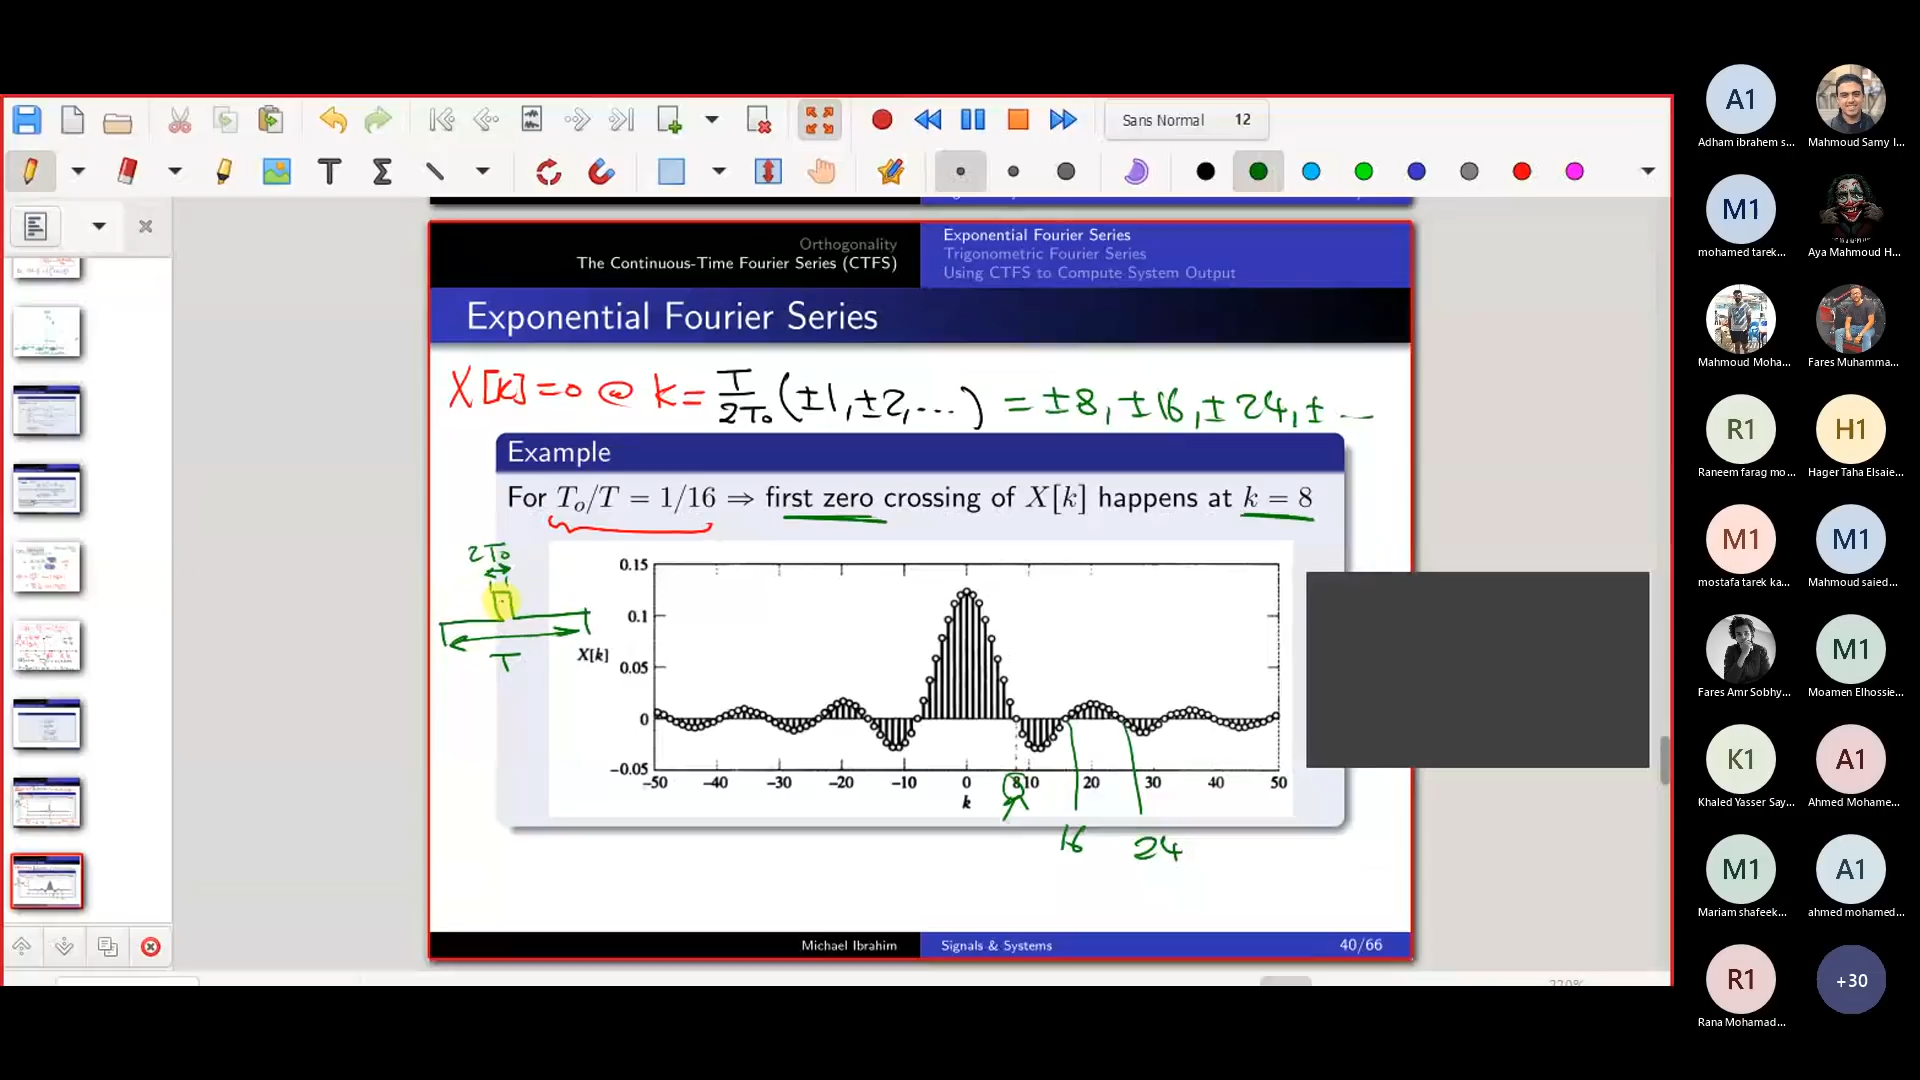 Sans Normal 12
Orthogonality
The Continuous-Time Fourier Series (CTFS)
Exponential Fourier Series
Trigonometric Fourier Series
Using CTFS to Compute System Output
Exponential Fourier Series
X[k]=0 @ k= T/2T₀ (±1, ±2, ...) = ±8, ±16, ±24, ± ...
Example
For Tₒ/T = 1/16 ⇒ first zero crossing of X[k] happens at k = 8
2T₀
T
X[k]
0.15
0.1
0.05
0
−0.05
−50 −40 −30 −20 −10 0 8 10 20 30 40 50
k
16 24
Michael Ibrahim Signals & Systems 40/66
A1
Adham ibrahem s...
Mahmoud Samy I...
M1
mohamed tarek...
Aya Mahmoud H...
Mahmoud Moha...
Fares Muhamma...
R1 H1
Raneem farag mo... Hager Taha Elsaie...
M1 M1
mostafa tarek ka... Mahmoud saied...
M1
Fares Amr Sobhy... Moamen Elhossie...
K1 A1
Khaled Yasser Say... Ahmed Mohame...
M1 A1
Mariam shafeek... ahmed mohamed...
R1 +30
Rana Mohamad...